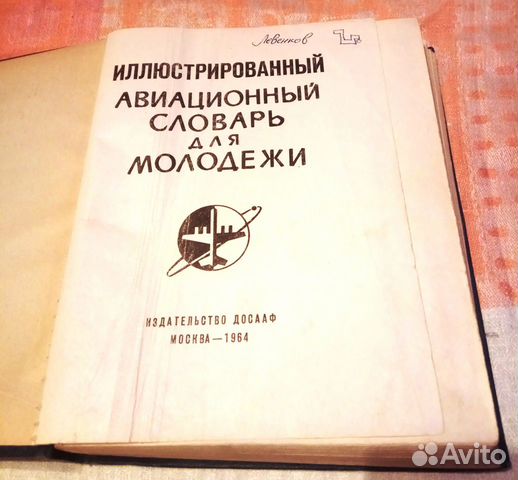 Левенков
ИЛЛЮСТРИРОВАННЫЙ
АВИАЦИОННЫЙ
СЛОВАРЬ
ДЛЯ
МОЛОДЕЖИ
ИЗДАТЕЛЬСТВО ДОСААФ
МОСКВА—1964
Avito